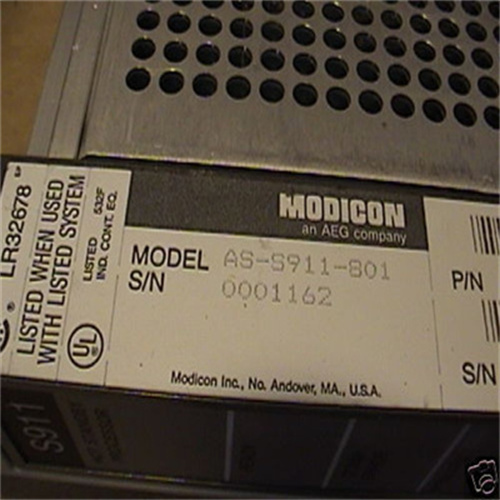 MODICON
an AEG company
MODEL AS-S911-801
S/N 0001162
P/N
S/N
Modicon Inc., No. Andover, MA., U.S.A.
LR32678
LISTED WHEN USED
WITH LISTED SYSTEM
LISTED 532F
IND. CONT. EQ.
UL
S911